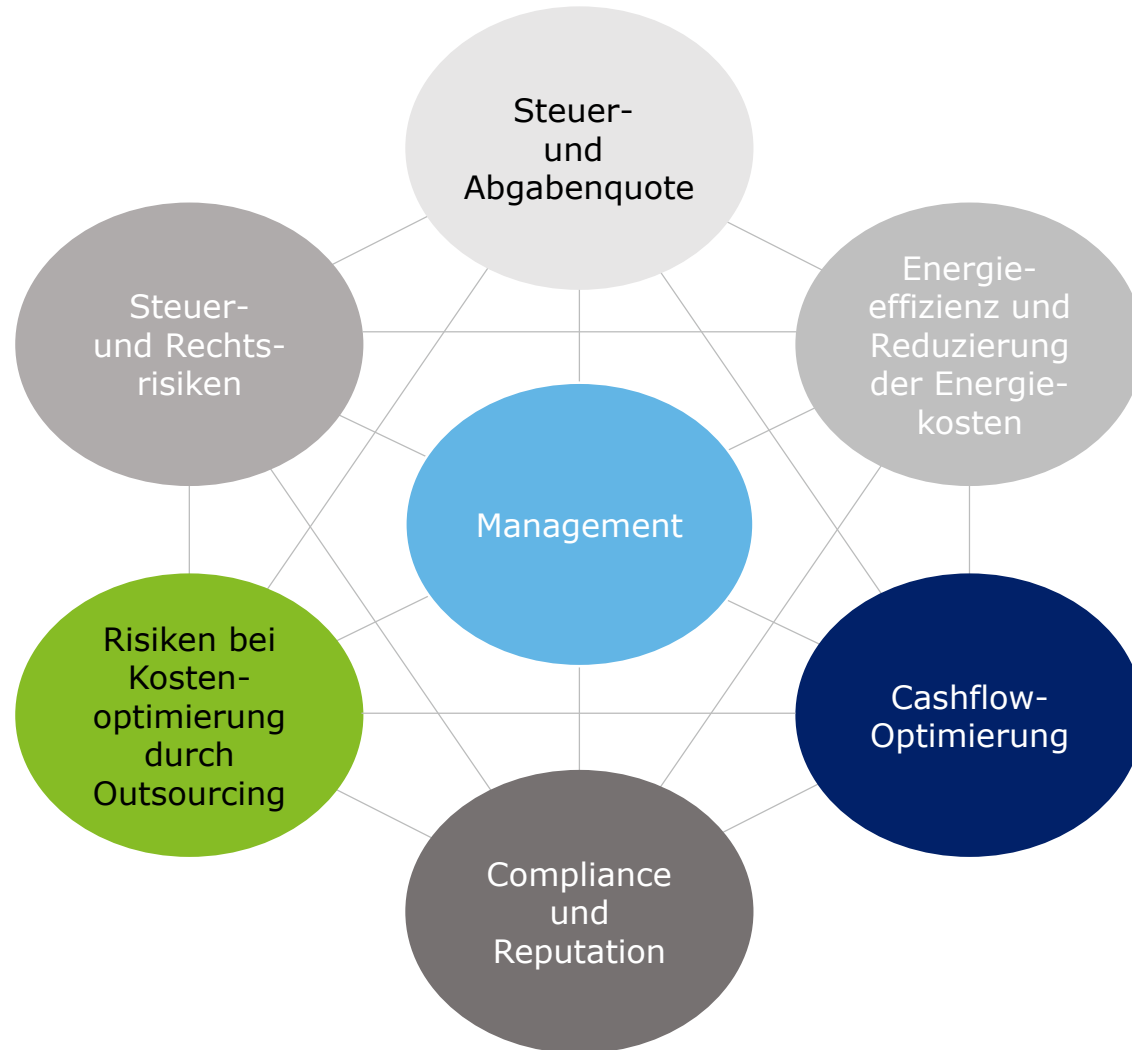 Steuer-
und
Abgabenquote
Steuer-
und Rechts-
risiken
Energie-
effizienz und
Reduzierung
der Energie-
kosten
Management
Risiken bei
Kosten-
optimierung
durch
Outsourcing
Cashflow-
Optimierung
Compliance
und
Reputation